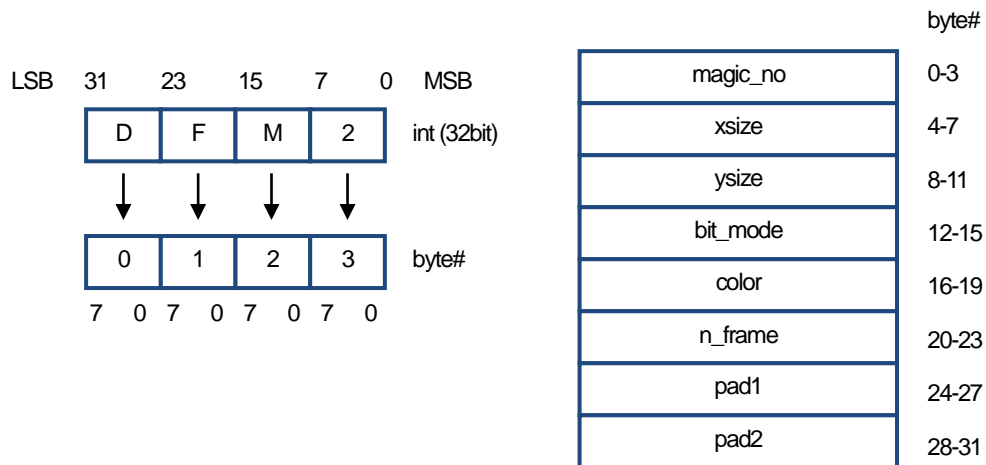 byte#
LSB 31 23 15 7 0 MSB
D F M 2 int (32bit)
0 1 2 3 byte#
7 0 7 0 7 0 7 0
magic_no 0-3
xsize 4-7
ysize 8-11
bit_mode 12-15
color 16-19
n_frame 20-23
pad1 24-27
pad2 28-31